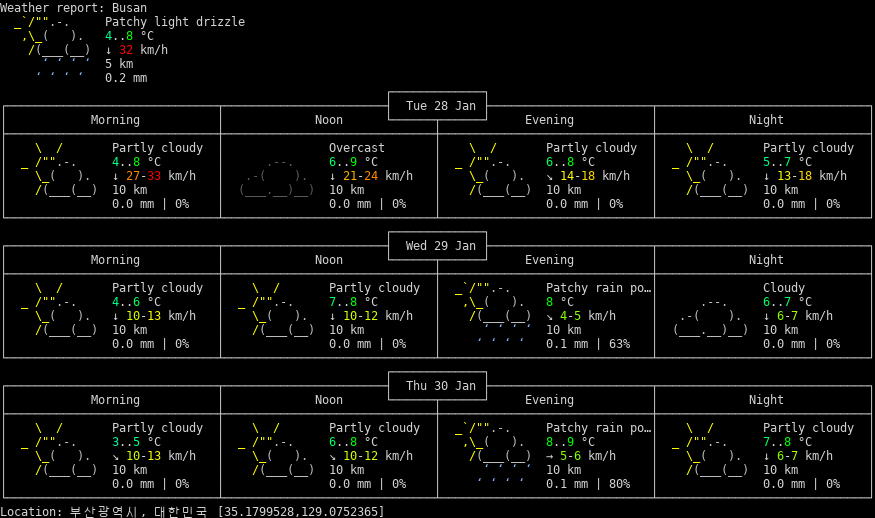 Weather report: Busan
Patchy light drizzle
4..8 °C
↓ 32 km/h
5 km
0.2 mm
Tue 28 Jan
Morning Noon Evening Night
Partly cloudy Overcast Partly cloudy Partly cloudy
4..8 °C 6..9 °C 6..8 °C 5..7 °C
↓ 27-33 km/h ↓ 21-24 km/h ↘ 14-18 km/h ↓ 13-18 km/h
10 km 10 km 10 km 10 km
0.0 mm | 0% 0.0 mm | 0% 0.0 mm | 0% 0.0 mm | 0%
Wed 29 Jan
Morning Noon Evening Night
Partly cloudy Partly cloudy Patchy rain po… Cloudy
4..6 °C 7..8 °C 8 °C 6..7 °C
↓ 10-13 km/h ↓ 10-12 km/h ↘ 4-5 km/h ↓ 6-7 km/h
10 km 10 km 10 km 10 km
0.0 mm | 0% 0.0 mm | 0% 0.1 mm | 63% 0.0 mm | 0%
Thu 30 Jan
Morning Noon Evening Night
Partly cloudy Partly cloudy Patchy rain po… Partly cloudy
3..5 °C 6..8 °C 8..9 °C 7..8 °C
↘ 10-13 km/h ↘ 10-12 km/h → 5-6 km/h ↓ 6-7 km/h
10 km 10 km 10 km 10 km
0.0 mm | 0% 0.0 mm | 0% 0.1 mm | 80% 0.0 mm | 0%
Location: 부산광역시, 대한민국 [35.1799528,129.0752365]